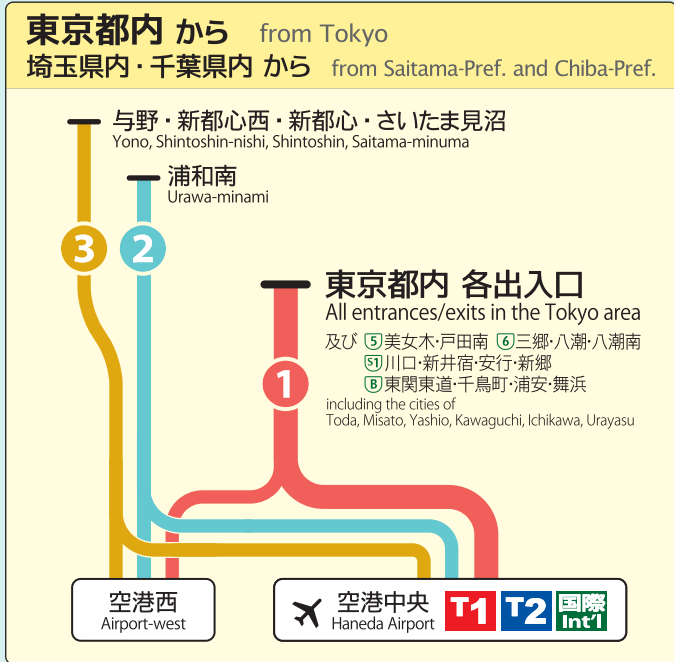 東京都内 から from Tokyo
埼玉県内・千葉県内 から from Saitama-Pref. and Chiba-Pref.
与野・新都心西・新都心・さいたま見沼
Yono, Shintoshin-nishi, Shintoshin, Saitama-minuma
浦和南
Urawa-minami
3 2
東京都内 各出入口
All entrances/exits in the Tokyo area
及び 5 美女木・戸田南 6 三郷・八潮・八潮南
S1 川口・新井宿・安行・新郷
B 東関東道・千鳥町・浦安・舞浜
1
including the cities of
Toda, Misato, Yashio, Kawaguchi, Ichikawa, Urayasu
空港西
Airport-west
空港中央
Haneda Airport
T1 T2 国際
Int'l